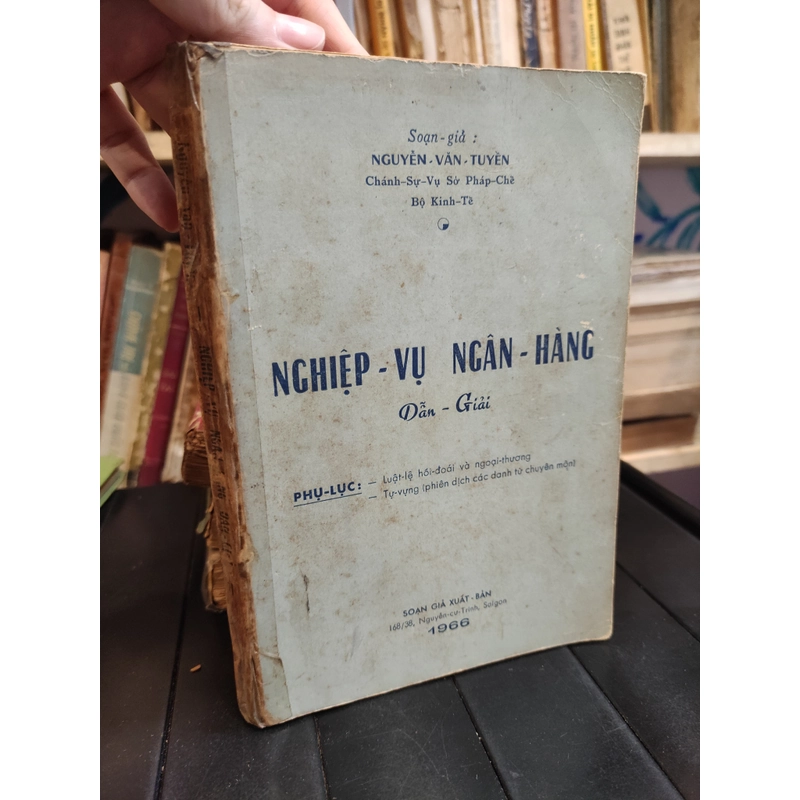 Soạn-giả :
NGUYỄN-VĂN-TUYỀN
Chánh-Sự-Vụ Sở Pháp-Chế
Bộ Kinh-Tế
NGHIỆP-VỤ NGÂN-HÀNG
Dẫn-Giải
PHỤ-LỤC: — Luật-lệ hối-đoái và ngoại-thương
— Tự-vựng (phiên dịch các danh từ chuyên môn)
SOẠN GIẢ XUẤT-BẢN
168/38, Nguyễn-cư-Trinh, Saigon
1966